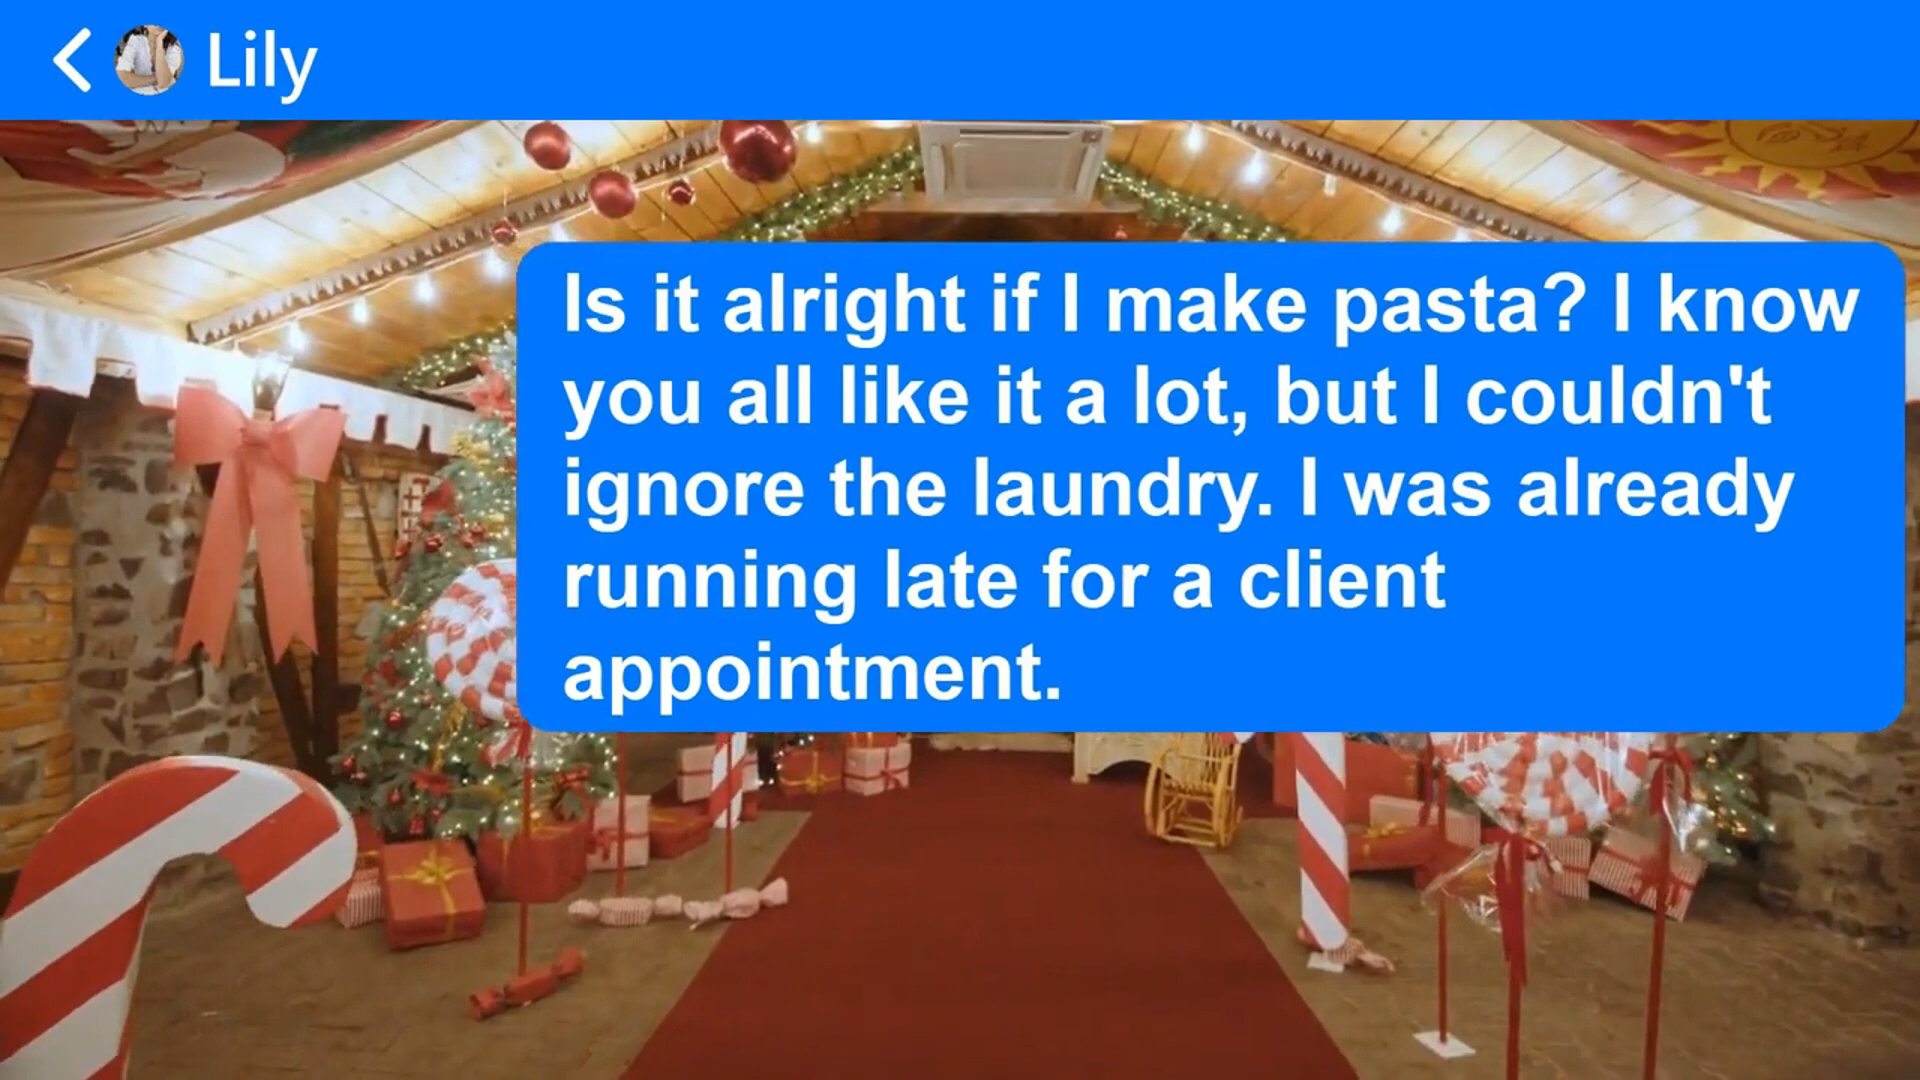 Lily
Is it alright if I make pasta? I know
you all like it a lot, but I couldn't
ignore the laundry. I was already
running late for a client
appointment.